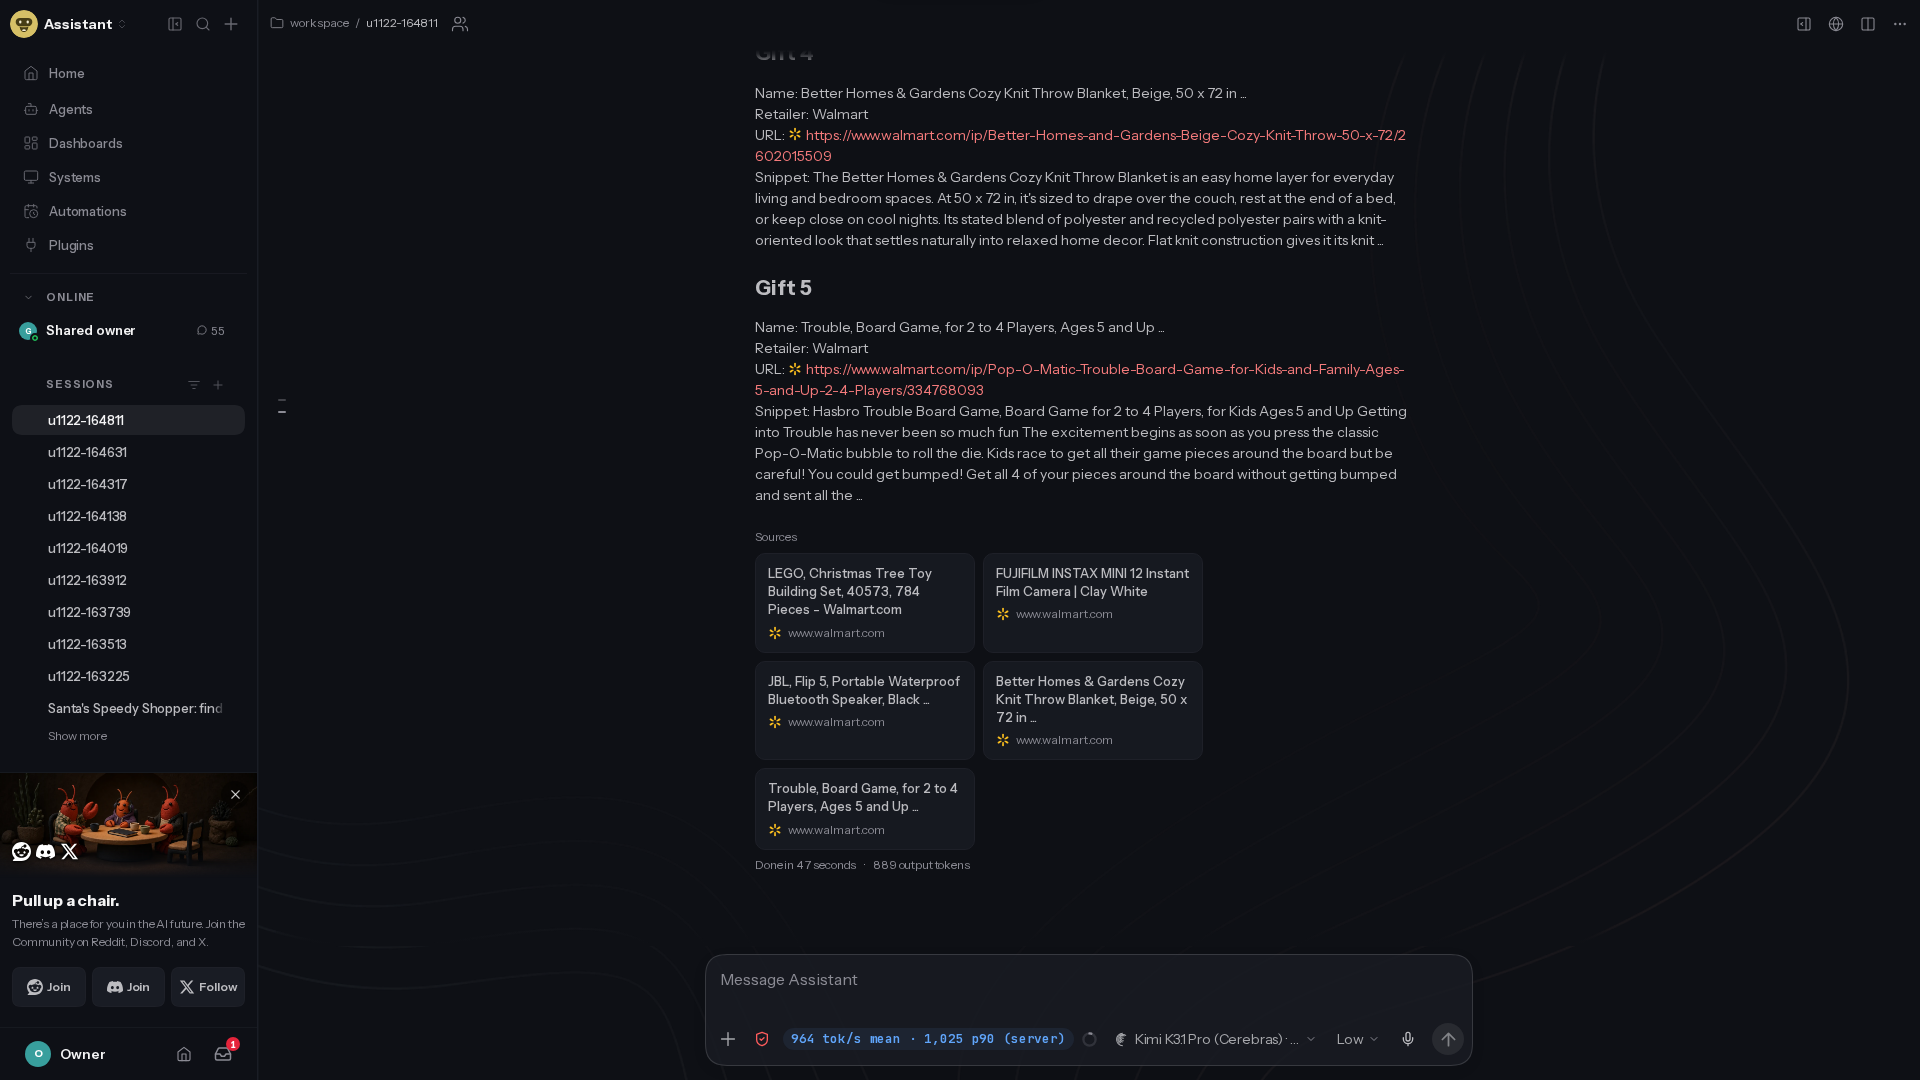 Assistant
Home
Agents
Dashboards
Systems
Automations
Plugins
ONLINE
G
Shared owner
55
SESSIONS
u1122-164811
u1122-164631
u1122-164317
u1122-164138
u1122-164019
u1122-163912
u1122-163739
u1122-163513
u1122-163225
Santa's Speedy Shopper: find
Show more
Pull up a chair.
There's a place for you in the AI future. Join the
Community on Reddit, Discord, and X.
Join
Join
Follow
O
Owner
1
workspace / u1122-164811
Gift 4
Name: Better Homes & Gardens Cozy Knit Throw Blanket, Beige, 50 x 72 in ...
Retailer: Walmart
URL: https://www.walmart.com/ip/Better-Homes-and-Gardens-Beige-Cozy-Knit-Throw-50-x-72/2
602015509
Snippet: The Better Homes & Gardens Cozy Knit Throw Blanket is an easy home layer for everyday
living and bedroom spaces. At 50 x 72 in, it's sized to drape over the couch, rest at the end of a bed,
or keep close on cool nights. Its stated blend of polyester and recycled polyester pairs with a knit-
oriented look that settles naturally into relaxed home decor. Flat knit construction gives it its knit ...
Gift 5
Name: Trouble, Board Game, for 2 to 4 Players, Ages 5 and Up ...
Retailer: Walmart
URL: https://www.walmart.com/ip/Pop-O-Matic-Trouble-Board-Game-for-Kids-and-Family-Ages-
5-and-Up-2-4-Players/334768093
Snippet: Hasbro Trouble Board Game, Board Game for 2 to 4 Players, for Kids Ages 5 and Up Getting
into Trouble has never been so much fun The excitement begins as soon as you press the classic
Pop-O-Matic bubble to roll the die. Kids race to get all their game pieces around the board but be
careful! You could get bumped! Get all 4 of your pieces around the board without getting bumped
and sent all the ...
Sources
LEGO, Christmas Tree Toy
Building Set, 40573, 784
Pieces - Walmart.com
www.walmart.com
FUJIFILM INSTAX MINI 12 Instant
Film Camera | Clay White
www.walmart.com
JBL, Flip 5, Portable Waterproof
Bluetooth Speaker, Black ...
www.walmart.com
Better Homes & Gardens Cozy
Knit Throw Blanket, Beige, 50 x
72 in ...
www.walmart.com
Trouble, Board Game, for 2 to 4
Players, Ages 5 and Up ...
www.walmart.com
Done in 47 seconds · 889 output tokens
Message Assistant
964 tok/s mean · 1,025 p90 (server)
Kimi K3.1 Pro (Cerebras) · ...
Low